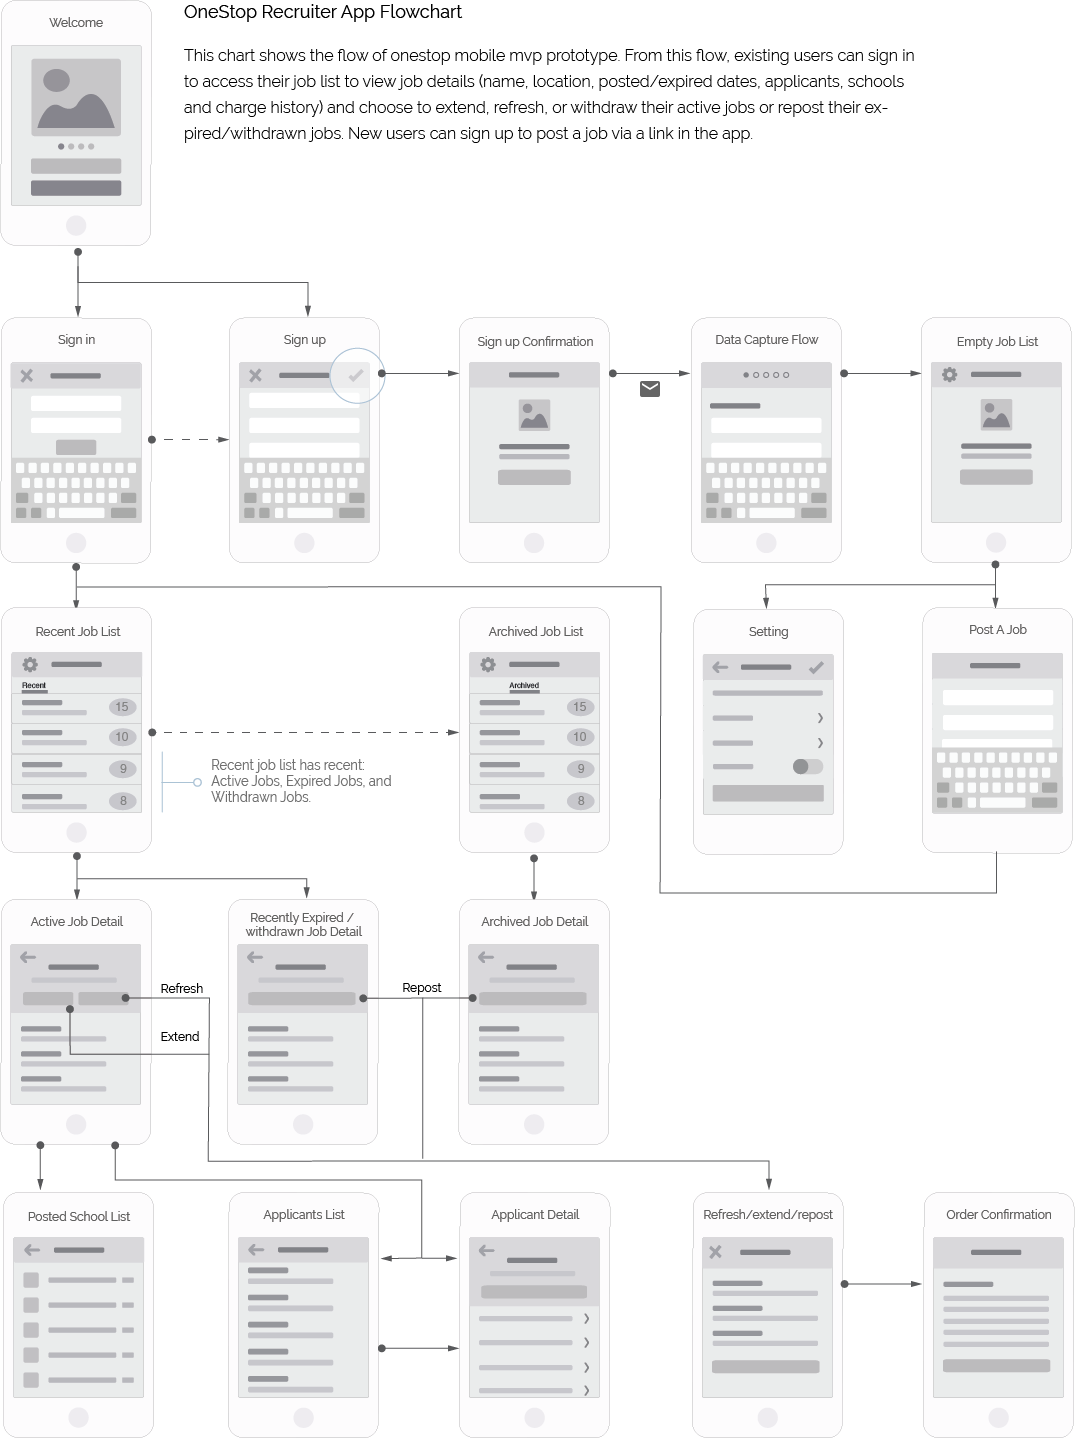 OneStop Recruiter App Flowchart
This chart shows the flow of onestop mobile mvp prototype. From this flow, existing users can sign in
to access their job list to view job details (name, location, posted/expired dates, applicants, schools
and charge history) and choose to extend, refresh, or withdraw their active jobs or repost their ex-
pired/withdrawn jobs. New users can sign up to post a job via a link in the app.
Welcome
Sign in
Sign up
Sign up Confirmation
Data Capture Flow
Empty Job List
Recent Job List
Recent
15
10
9
8
Recent job list has recent:
Active Jobs, Expired Jobs, and
Withdrawn Jobs.
Archived Job List
Archived
15
10
9
8
Setting
Post A Job
Active Job Detail
Refresh
Extend
Recently Expired /
withdrawn Job Detail
Repost
Archived Job Detail
Posted School List
Applicants List
Applicant Detail
Refresh/extend/repost
Order Confirmation